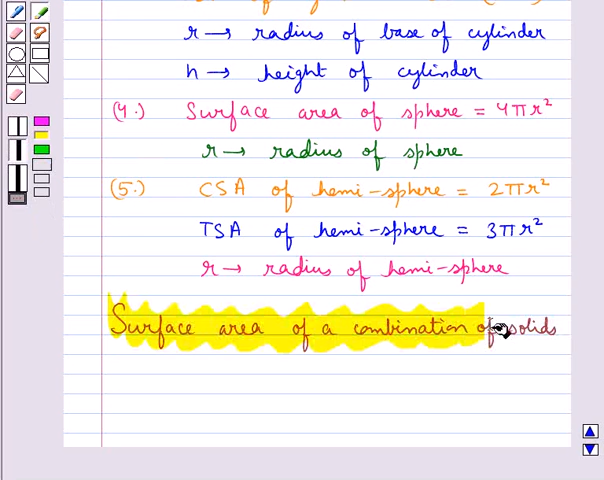 r → radius of base of cylinder
h → height of cylinder
(4.) Surface area of sphere = 4πr²
r → radius of sphere
(5.) CSA of hemi-sphere = 2πr²
TSA of hemi-sphere = 3πr²
r → radius of hemi-sphere
Surface area of a combination of solids